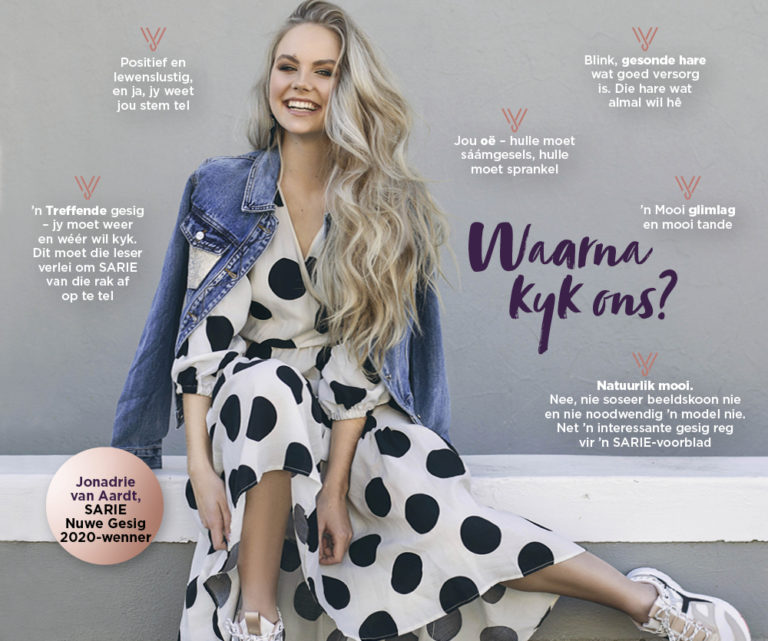 Positief en
lewenslustig,
en ja, jy weet
jou stem tel
Blink, gesonde hare
wat goed versorg
is. Die hare wat
almal wil hê
Jou oë – hulle moet
sáámgesels, hulle
moet sprankel
'n Treffende gesig
– jy moet weer
en wéér wil kyk.
Dit moet die leser
verlei om SARIE
van die rak af
op te tel
'n Mooi glimlag
en mooi tande
Waarna
kyk ons?
Natuurlik mooi.
Nee, nie soseer beeldskoon nie
en nie noodwendig 'n model nie.
Net 'n interessante gesig reg
vir 'n SARIE-voorblad
Jonadrie
van Aardt,
SARIE
Nuwe Gesig
2020-wenner